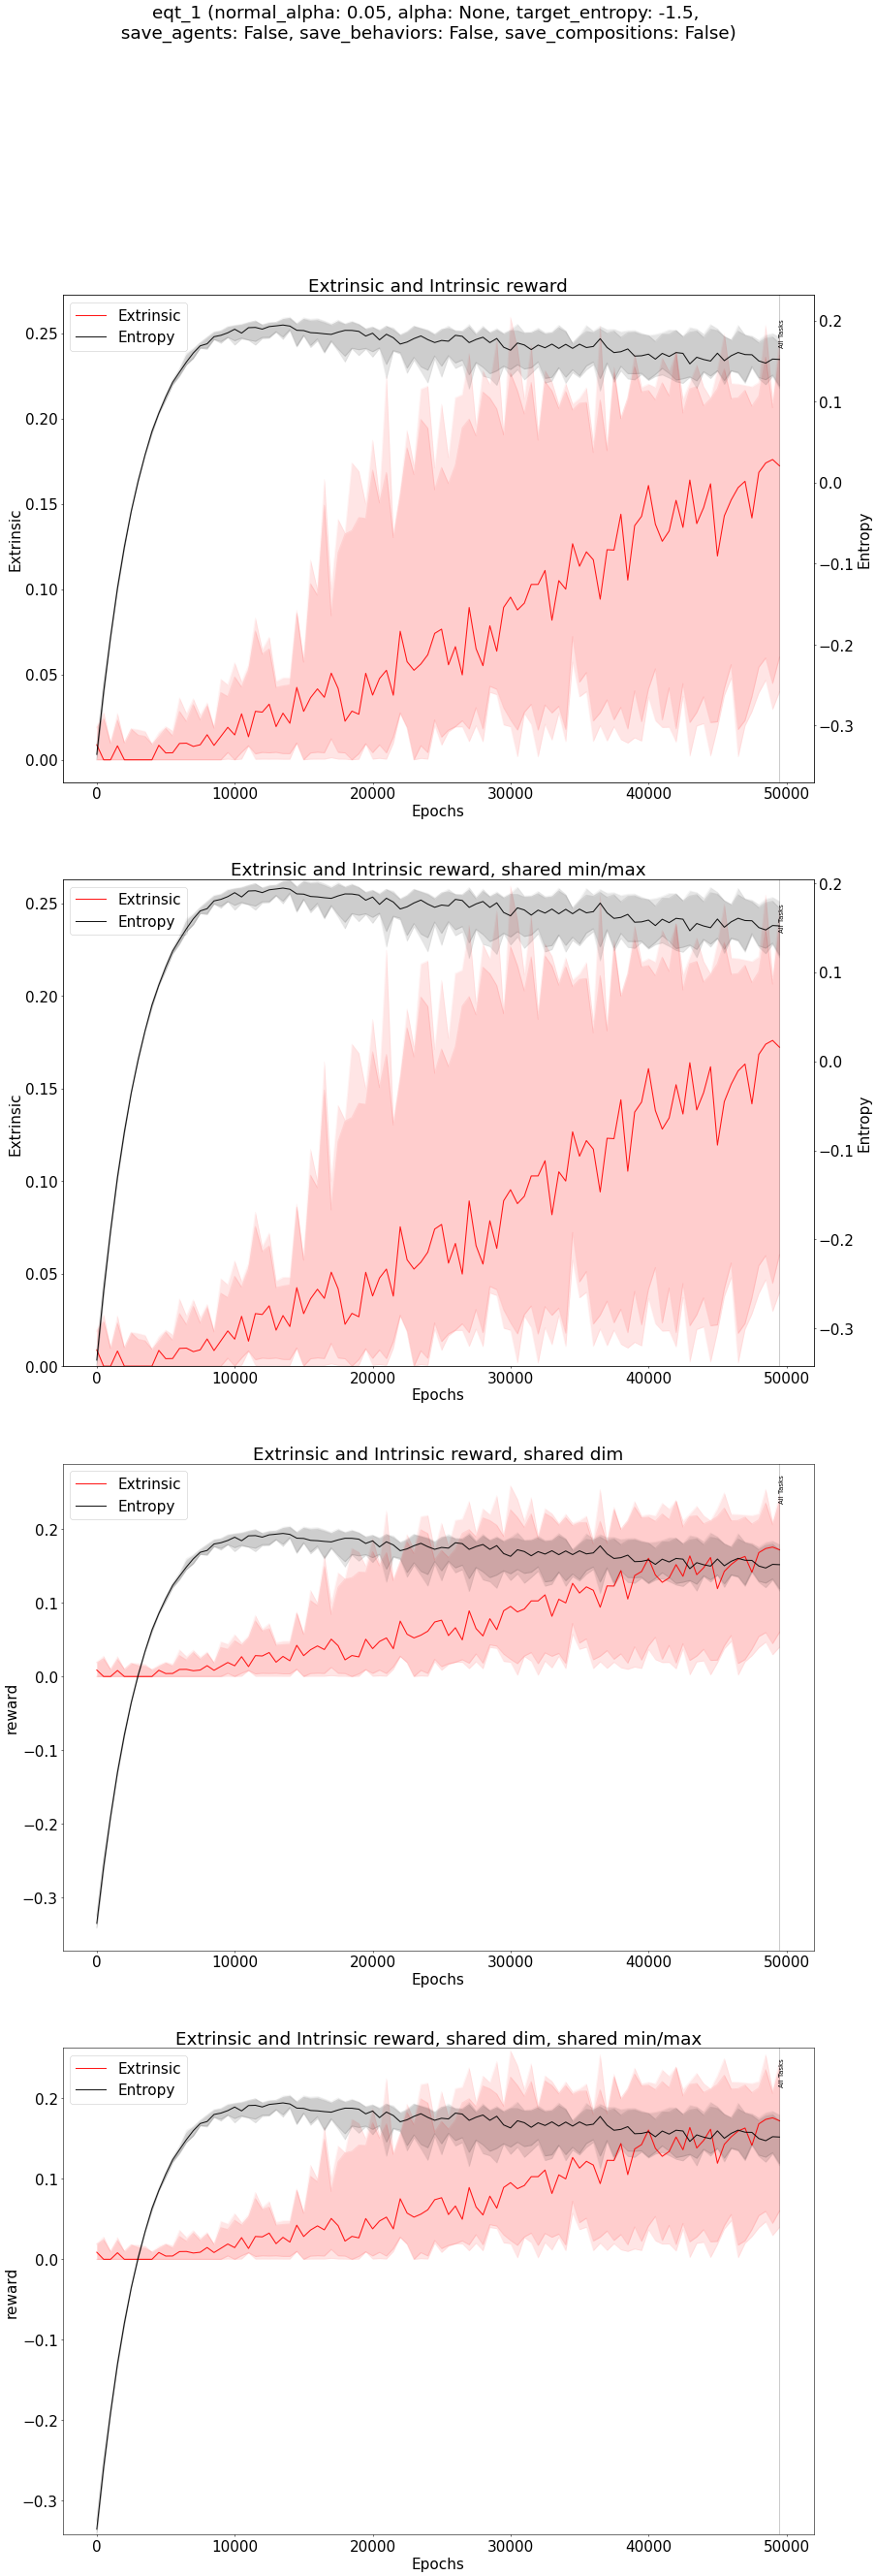 eqt_1 (normal_alpha: 0.05, alpha: None, target_entropy: -1.5,
save_agents: False, save_behaviors: False, save_compositions: False)
Extrinsic and Intrinsic reward
Extrinsic
Entropy
All Tasks
0.25
0.20
0.15
0.10
0.05
0.00
Extrinsic
0.2
0.1
0.0
−0.1
−0.2
−0.3
Entropy
0
10000
20000
30000
40000
50000
Epochs
Extrinsic and Intrinsic reward, shared min/max
Extrinsic
Entropy
All Tasks
0.25
0.20
0.15
0.10
0.05
0.00
Extrinsic
0.2
0.1
0.0
−0.1
−0.2
−0.3
Entropy
0
10000
20000
30000
40000
50000
Epochs
Extrinsic and Intrinsic reward, shared dim
Extrinsic
Entropy
All Tasks
0.2
0.1
0.0
−0.1
−0.2
−0.3
reward
0
10000
20000
30000
40000
50000
Epochs
Extrinsic and Intrinsic reward, shared dim, shared min/max
Extrinsic
Entropy
All Tasks
0.2
0.1
0.0
−0.1
−0.2
−0.3
reward
0
10000
20000
30000
40000
50000
Epochs